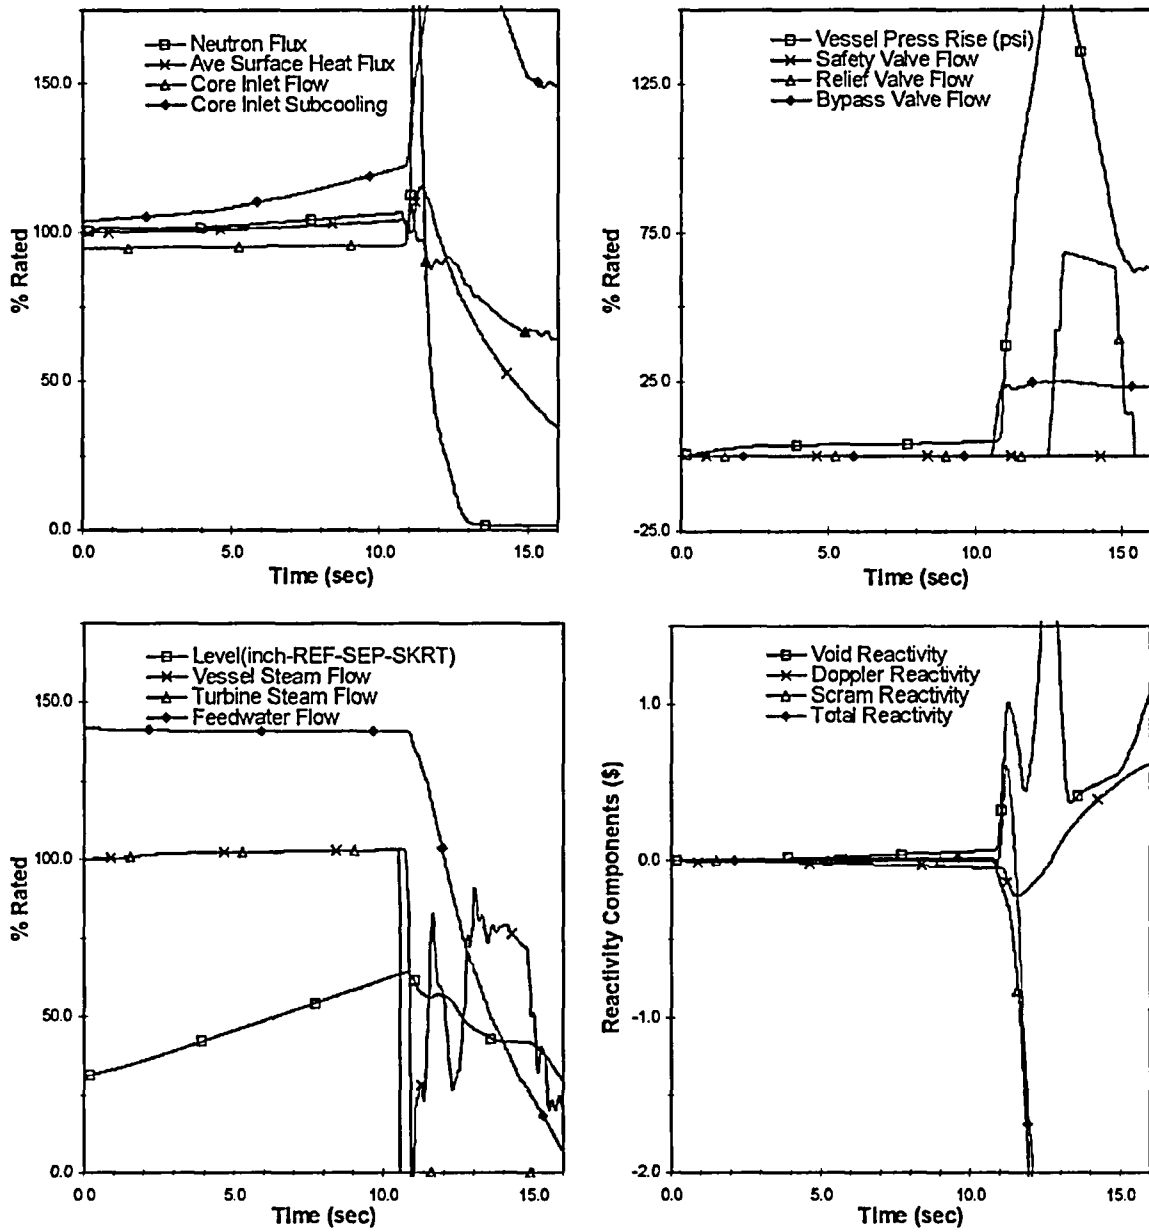 Neutron Flux
Ave Surface Heat Flux
Core Inlet Flow
Core Inlet Subcooling
150.0
100.0
50.0
0.0
% Rated
0.0 5.0 10.0 15.0
Time (sec)
Vessel Press Rise (psi)
Safety Valve Flow
Relief Valve Flow
Bypass Valve Flow
125.0
75.0
25.0
-25.0
% Rated
0.0 5.0 10.0 15.0
Time (sec)
Level(inch-REF-SEP-SKRT)
Vessel Steam Flow
Turbine Steam Flow
Feedwater Flow
150.0
100.0
50.0
0.0
% Rated
0.0 5.0 10.0 15.0
Time (sec)
Void Reactivity
Doppler Reactivity
Scram Reactivity
Total Reactivity
1.0
0.0
-1.0
-2.0
Reactivity Components ($)
0.0 5.0 10.0 15.0
Time (sec)